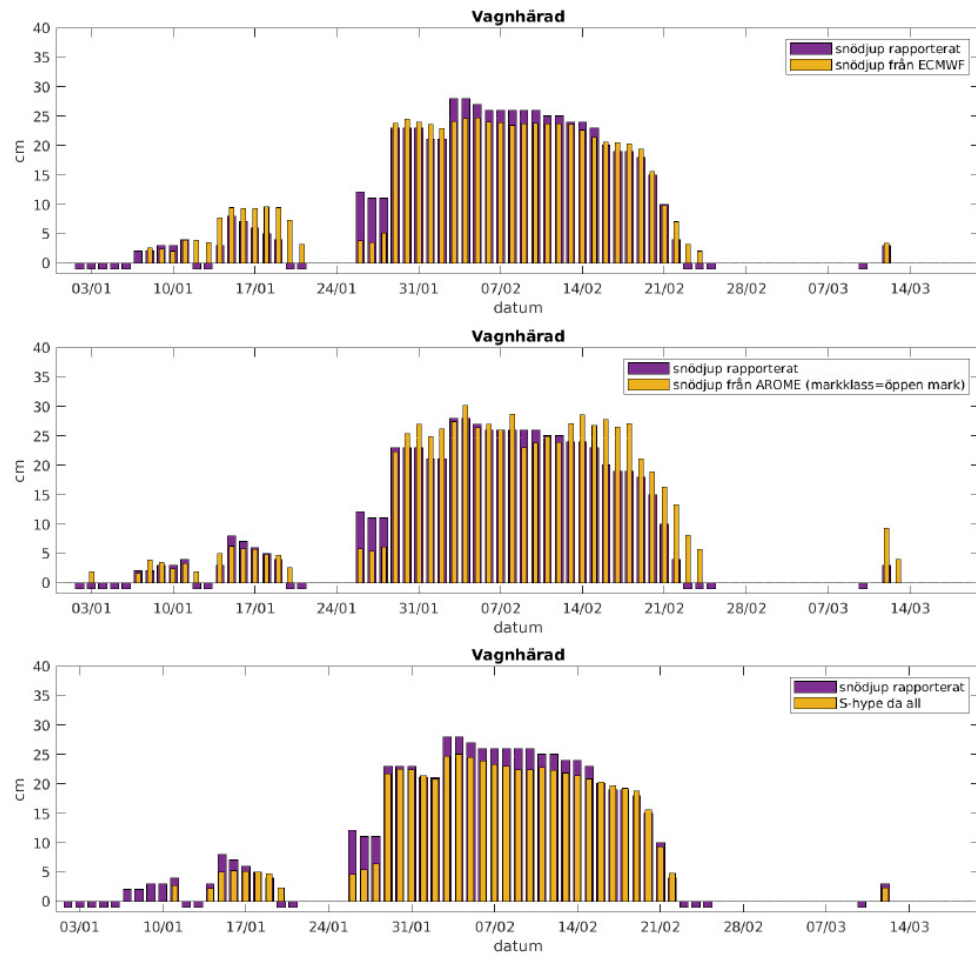 Vagnhärad
40
35
30
25
20
15
10
5
0
cm
snödjup rapporterat
snödjup från ECMWF
03/01 10/01 17/01 24/01 31/01 07/02 14/02 21/02 28/02 07/03 14/03
datum
Vagnhärad
40
35
30
25
20
15
10
5
0
cm
snödjup rapporterat
snödjup från AROME (markklass=öppen mark)
03/01 10/01 17/01 24/01 31/01 07/02 14/02 21/02 28/02 07/03 14/03
datum
Vagnhärad
40
35
30
25
20
15
10
5
0
cm
snödjup rapporterat
S-hype da all
03/01 10/01 17/01 24/01 31/01 07/02 14/02 21/02 28/02 07/03 14/03
datum